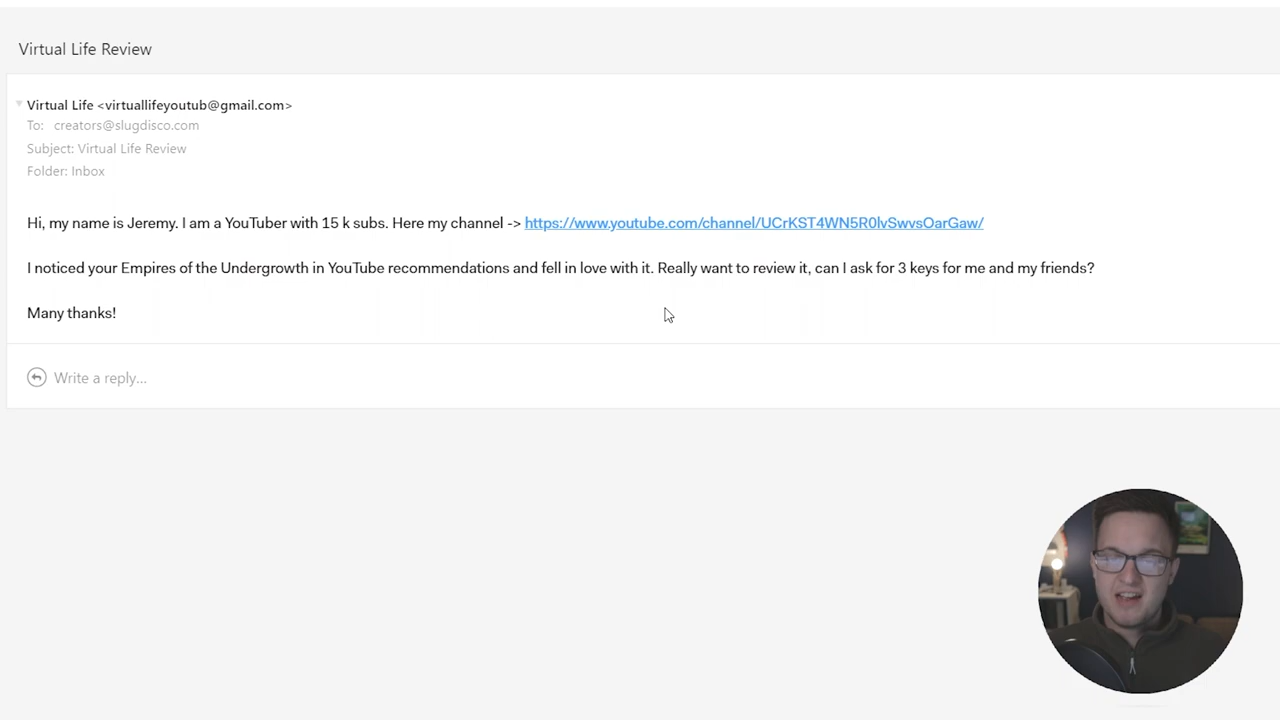 Virtual Life Review
Virtual Life <virtuallifeyoutub@gmail.com>
To: creators@slugdisco.com
Subject: Virtual Life Review
Folder: Inbox
Hi, my name is Jeremy. I am a YouTuber with 15 k subs. Here my channel -> https://www.youtube.com/channel/UCrKST4WN5R0lvSwvsOarGaw/
I noticed your Empires of the Undergrowth in YouTube recommendations and fell in love with it. Really want to review it, can I ask for 3 keys for me and my friends?
Many thanks!
Write a reply...